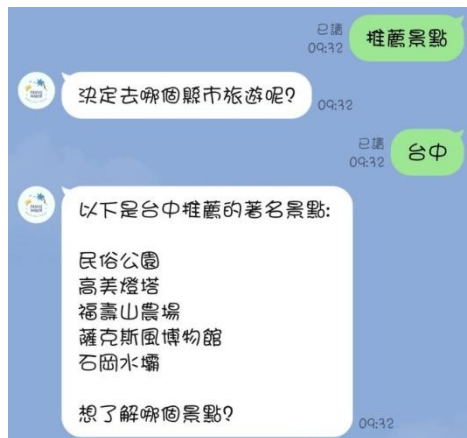 推薦景點
已讀
09:32
決定去哪個縣市旅遊呢?
09:32
台中
已讀
09:32
以下是台中推薦的著名景點:
民俗公園
高美燈塔
福壽山農場
薩克斯風博物館
石岡水壩
想了解哪個景點?
09:32